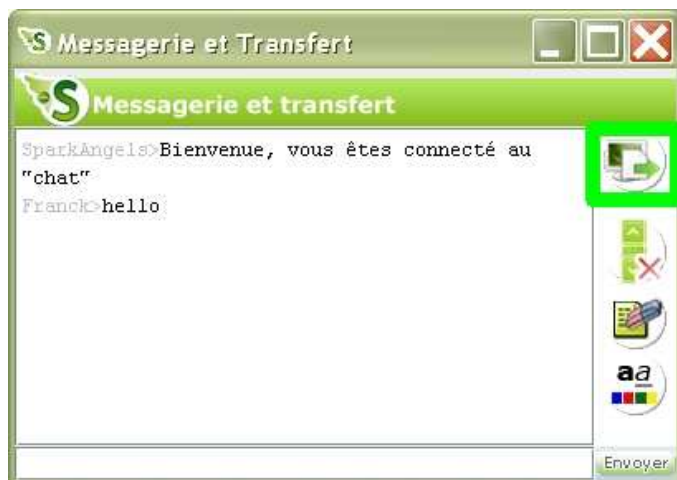 S Messagerie et Transfert
S Messagerie et transfert
SparkAngels>Bienvenue, vous êtes connecté au
"chat"
Franck>hello
aa
Envoyer